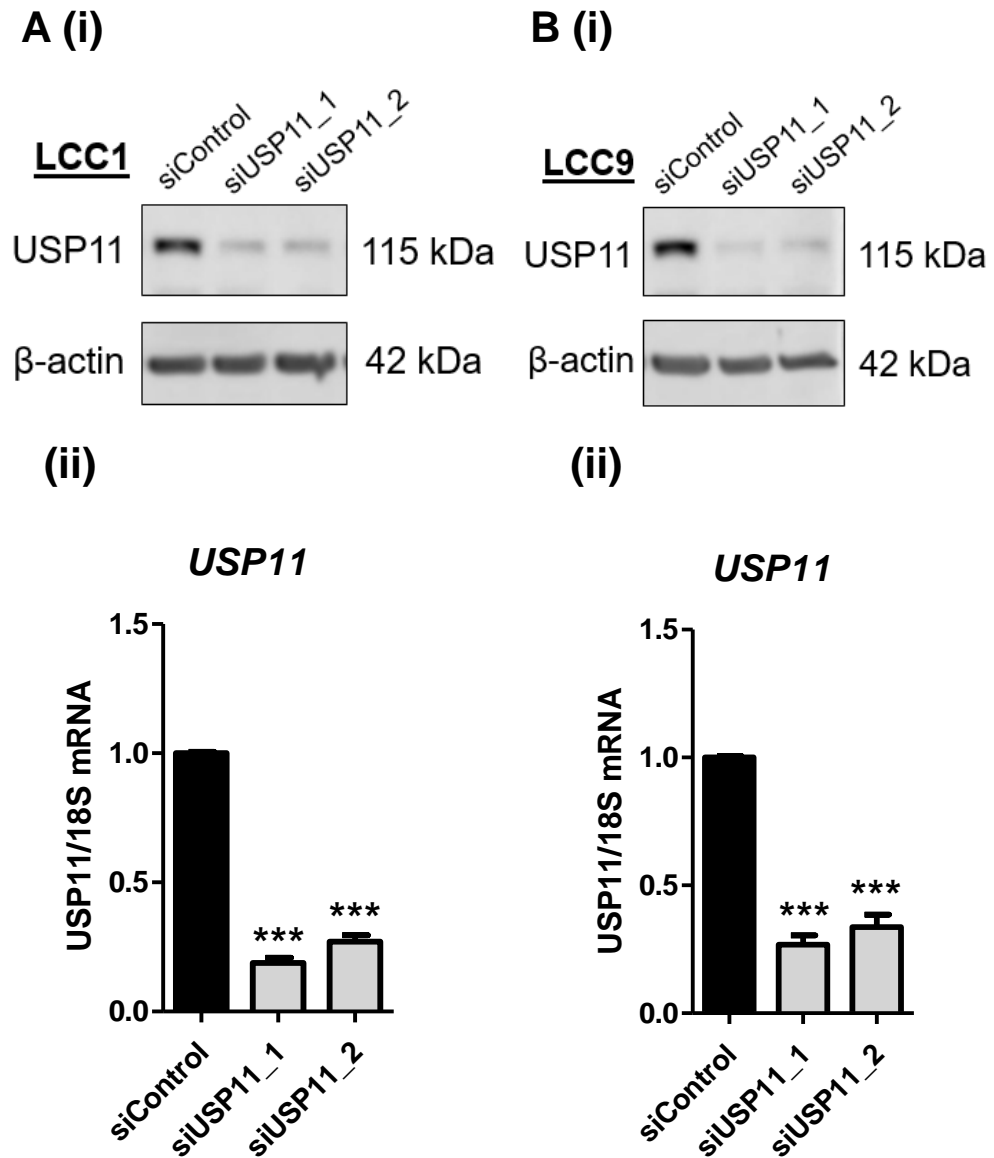 A (i)
LCC1
siControl
siUSP11_1
siUSP11_2
USP11
115 kDa
β-actin
42 kDa
(ii)
USP11
USP11/18S mRNA
1.5
1.0
0.5
0.0
***
***
siControl
siUSP11_1
siUSP11_2
B (i)
LCC9
siControl
siUSP11_1
siUSP11_2
USP11
115 kDa
β-actin
42 kDa
(ii)
USP11
USP11/18S mRNA
1.5
1.0
0.5
0.0
***
***
siControl
siUSP11_1
siUSP11_2